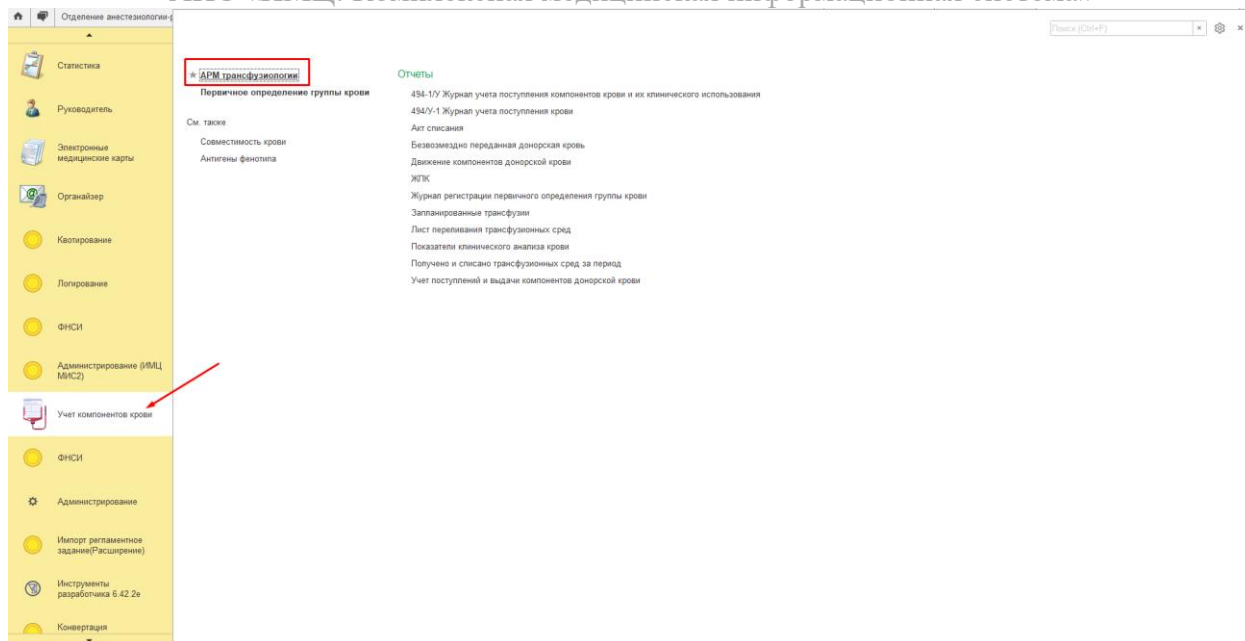 Отделение анестезиологии-р
Поиск (Ctrl+F)
Статистика
Руководитель
Электронные
медицинские карты
Органайзер
Квотирование
Логирование
ФНСИ
Администрирование (ИМЦ
МИС2)
Учет компонентов крови
ФНСИ
Администрирование
Импорт регламентное
задание(Расширение)
Инструменты
разработчика 6.42.2e
Конвертация
АРМ трансфузиологии
Первичное определение группы крови
См. также
Совместимость крови
Антигены фенотипа
Отчеты
494-1/У Журнал учета поступления компонентов крови и их клинического использования
494/У-1 Журнал учета поступления крови
Акт списания
Безвозмездно переданная донорская кровь
Движение компонентов донорской крови
ЖПК
Журнал регистрации первичного определения группы крови
Запланированные трансфузии
Лист переливания трансфузионных сред
Показатели клинического анализа крови
Получено и списано трансфузионных сред за период
Учет поступлений и выдачи компонентов донорской крови